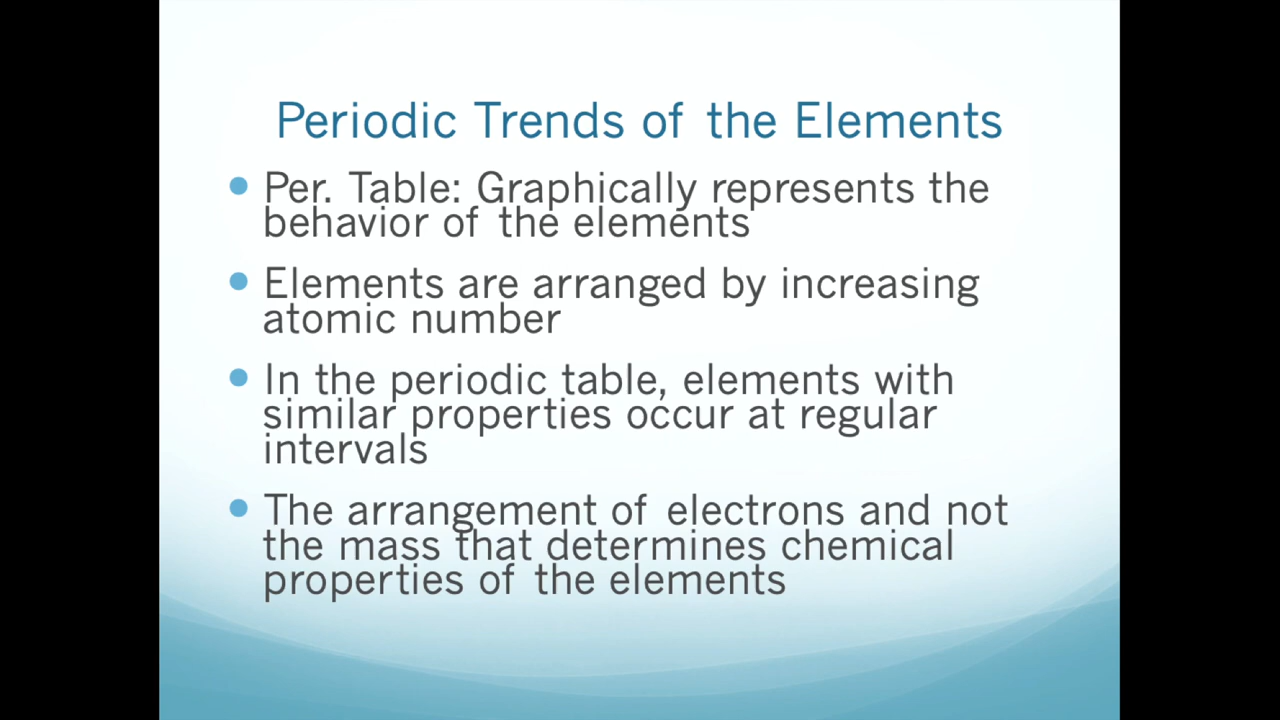 Periodic Trends of the Elements
• Per. Table: Graphically represents the
behavior of the elements
• Elements are arranged by increasing
atomic number
• In the periodic table, elements with
similar properties occur at regular
intervals
• The arrangement of electrons and not
the mass that determines chemical
properties of the elements